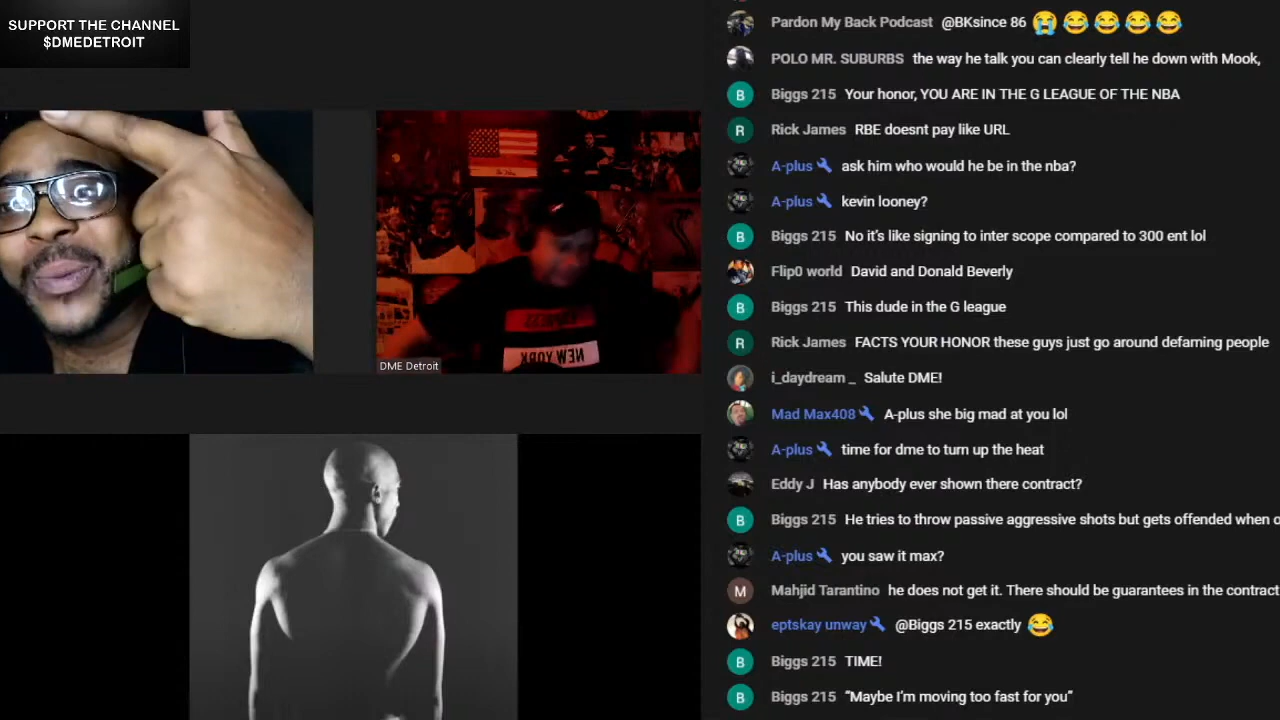 SUPPORT THE CHANNEL
$DMEDETROIT
DME Detroit
NEW YORK
Pardon My Back Podcast @BKsince 86 😭😂😂😂😂
POLO MR. SUBURBS the way he talk you can clearly tell he down with Mook,
B Biggs 215 Your honor, YOU ARE IN THE G LEAGUE OF THE NBA
R Rick James RBE doesnt pay like URL
A-plus ask him who would he be in the nba?
A-plus kevin looney?
B Biggs 215 No it's like signing to inter scope compared to 300 ent lol
Flip0 world David and Donald Beverly
B Biggs 215 This dude in the G league
R Rick James FACTS YOUR HONOR these guys just go around defaming people
i_daydream _ Salute DME!
Mad Max408 A-plus she big mad at you lol
A-plus time for dme to turn up the heat
Eddy J Has anybody ever shown there contract?
B Biggs 215 He tries to throw passive aggressive shots but gets offended when
A-plus you saw it max?
M Mahjid Tarantino he does not get it. There should be guarantees in the contract
eptskay unway @Biggs 215 exactly 😂
B Biggs 215 TIME!
B Biggs 215 “Maybe I'm moving too fast for you”